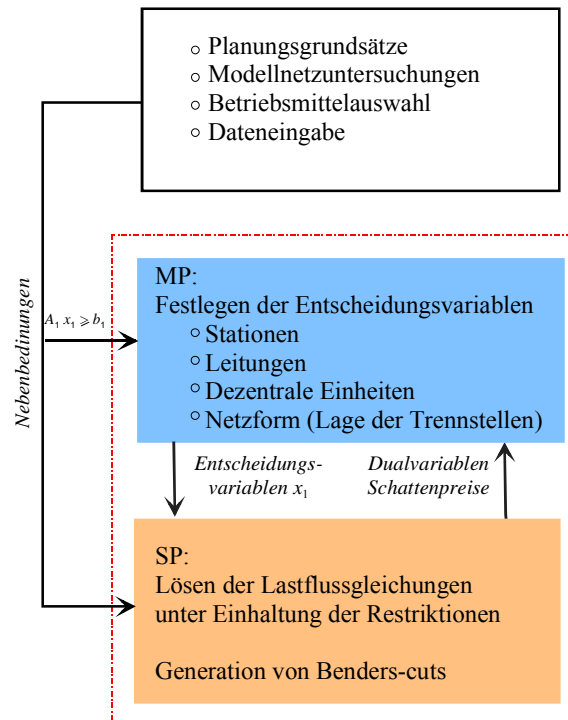 ○ Planungsgrundsätze
○ Modellnetzuntersuchungen
○ Betriebsmittelauswahl
○ Dateneingabe
Nebenbedinungen
A₁ x₁ ⩾ b₁
MP:
Festlegen der Entscheidungsvariablen
○ Stationen
○ Leitungen
○ Dezentrale Einheiten
○ Netzform (Lage der Trennstellen)
Entscheidungs-
variablen x₁
Dualvariablen
Schattenpreise
SP:
Lösen der Lastflussgleichungen
unter Einhaltung der Restriktionen
Generation von Benders-cuts